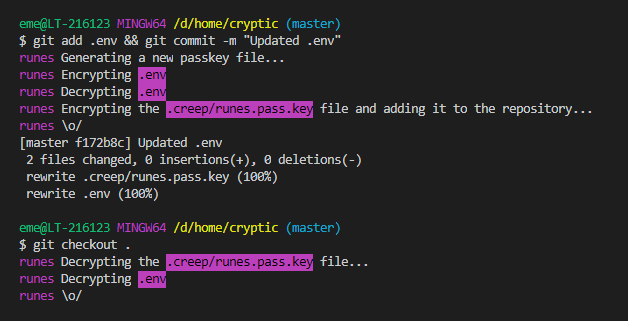 eme@LT-216123 MINGW64 /d/home/cryptic (master)
$ git add .env && git commit -m "Updated .env"
runes Generating a new passkey file...
runes Encrypting .env
runes Decrypting .env
runes Encrypting the .creep/runes.pass.key file and adding it to the repository...
runes \o/
[master f172b8c] Updated .env
 2 files changed, 0 insertions(+), 0 deletions(-)
 rewrite .creep/runes.pass.key (100%)
 rewrite .env (100%)
eme@LT-216123 MINGW64 /d/home/cryptic (master)
$ git checkout .
runes Decrypting the .creep/runes.pass.key file...
runes Decrypting .env
runes \o/